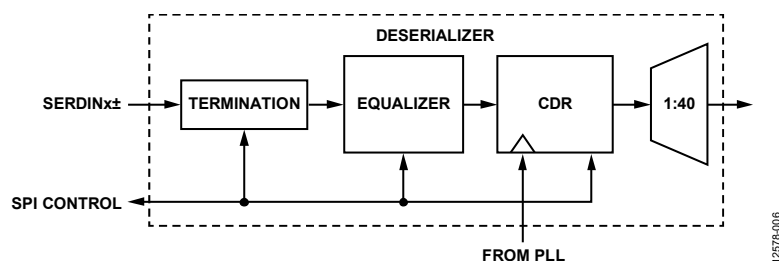 DESERIALIZER
SERDINx±
TERMINATION
EQUALIZER
CDR
1:40
SPI CONTROL
FROM PLL
12578-006